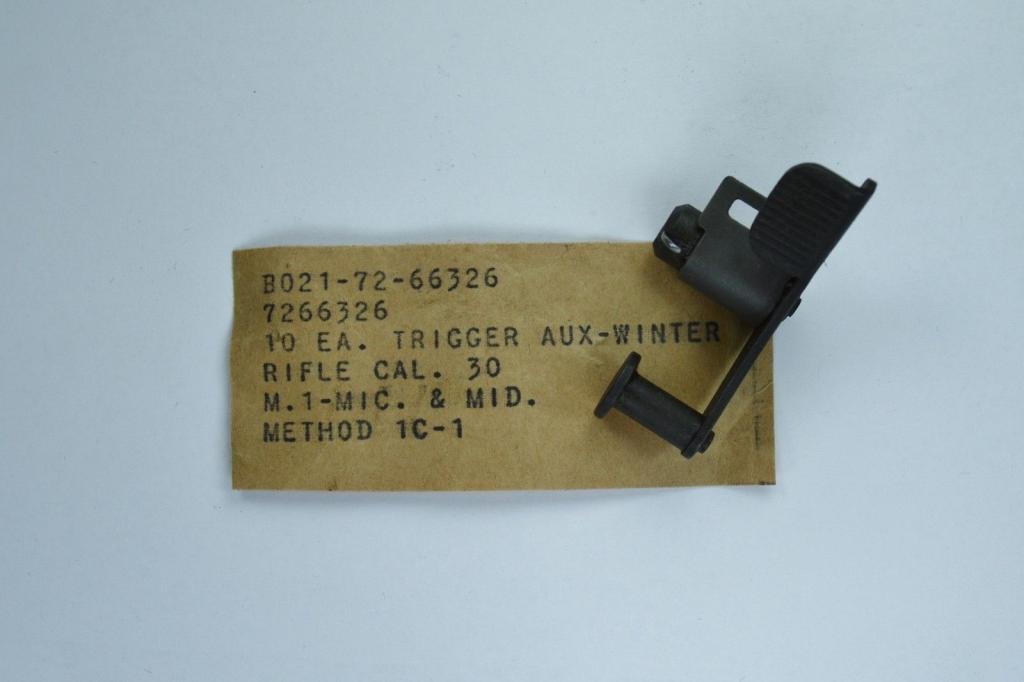 B021-72-66326
7266326
10 EA. TRIGGER AUX-WINTER
RIFLE CAL. 30
M.1-MIC. & MID.
METHOD 1C-1